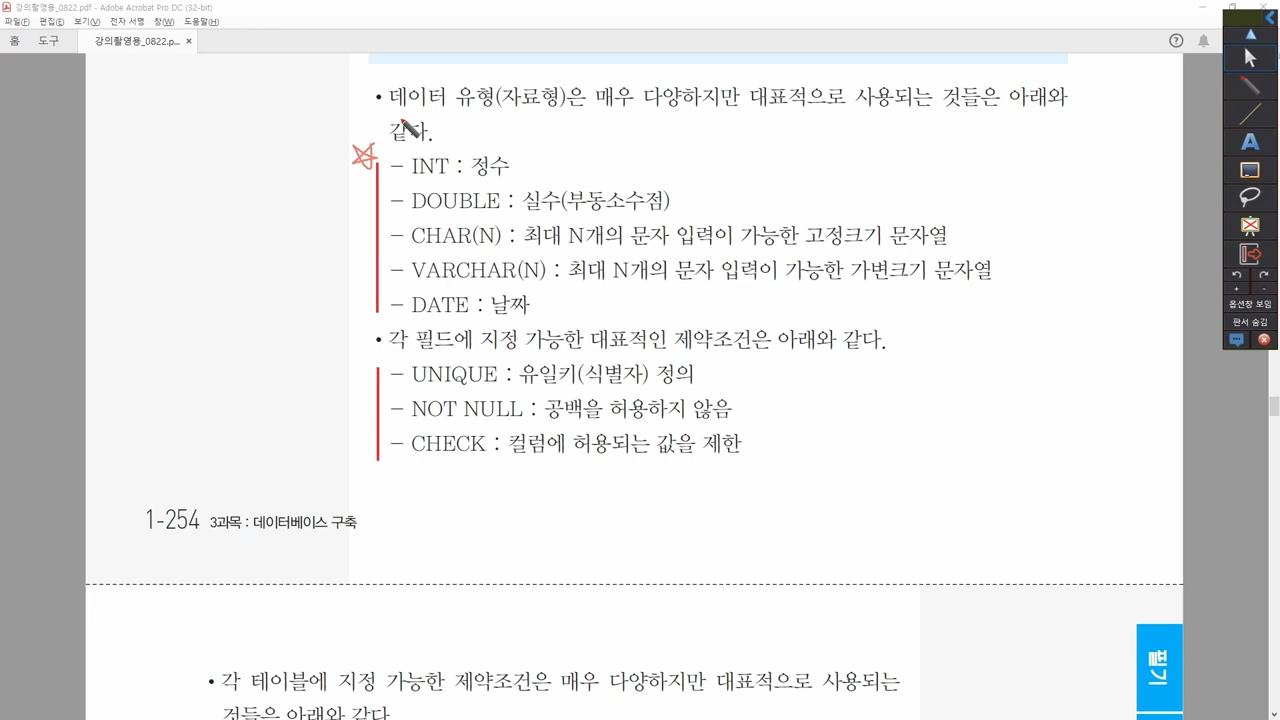 강의촬영용_0822.pdf - Adobe Acrobat Pro DC (32-bit)
파일(F) 편집(E) 보기(V) 전자 서명 창(W) 도움말(H)
홈 도구 강의촬영용_0822.p... ×
• 데이터 유형(자료형)은 매우 다양하지만 대표적으로 사용되는 것들은 아래와
같다.
– INT : 정수
– DOUBLE : 실수(부동소수점)
– CHAR(N) : 최대 N개의 문자 입력이 가능한 고정크기 문자열
– VARCHAR(N) : 최대 N개의 문자 입력이 가능한 가변크기 문자열
– DATE : 날짜
• 각 필드에 지정 가능한 대표적인 제약조건은 아래와 같다.
– UNIQUE : 유일키(식별자) 정의
– NOT NULL : 공백을 허용하지 않음
– CHECK : 컬럼에 허용되는 값을 제한
1-254 3과목 : 데이터베이스 구축
필기
• 각 테이블에 지정 가능한 제약조건은 매우 다양하지만 대표적으로 사용되는
것들은 아래와 같다
A
+ -
옵션창 보임
판서 숨김